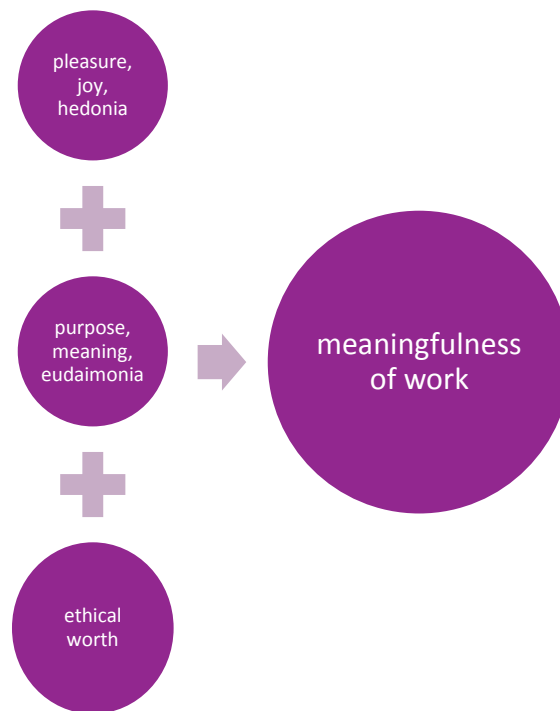 pleasure,
joy,
hedonia
purpose,
meaning,
eudaimonia
meaningfulness
of work
ethical
worth